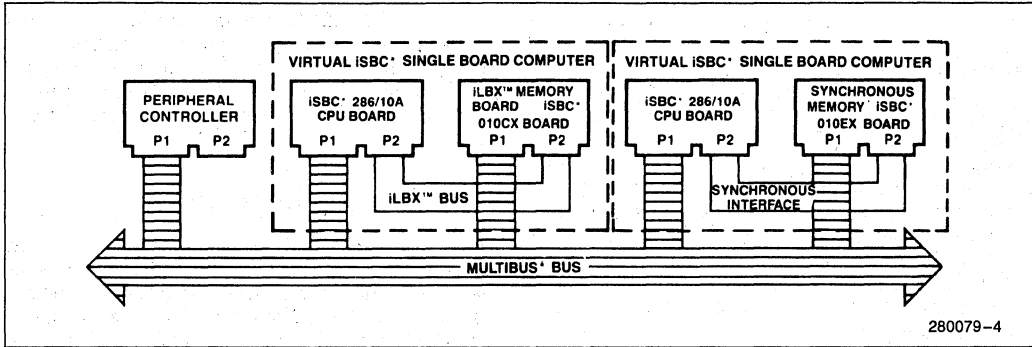 VIRTUAL iSBC* SINGLE BOARD COMPUTER
VIRTUAL iSBC* SINGLE BOARD COMPUTER
PERIPHERAL
CONTROLLER
P1 P2
iSBC* 286/10A
CPU BOARD
P1 P2
iLBX™ MEMORY
BOARD iSBC*
010CX BOARD
P1 P2
iSBC* 286/10A
CPU BOARD
P1 P2
SYNCHRONOUS
MEMORY iSBC*
010EX BOARD
P1 P2
iLBX™ BUS
SYNCHRONOUS
INTERFACE
MULTIBUS* BUS
280079–4